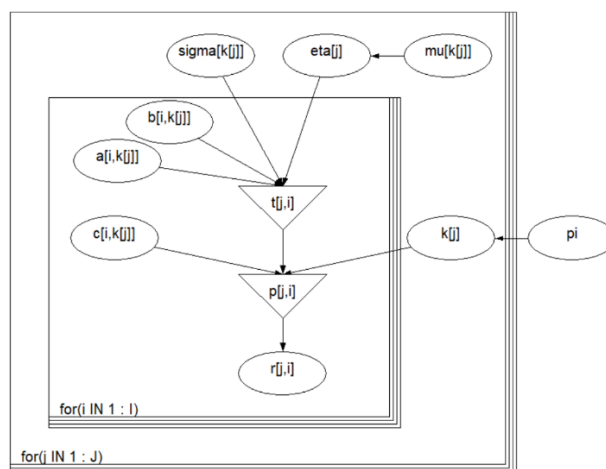 sigma[k[j]]
eta[j]
mu[k[j]]
b[i,k[j]]
a[i,k[j]]
t[j,i]
c[i,k[j]]
k[j]
pi
p[j,i]
r[j,i]
for(i IN 1 : I)
for(j IN 1 : J)